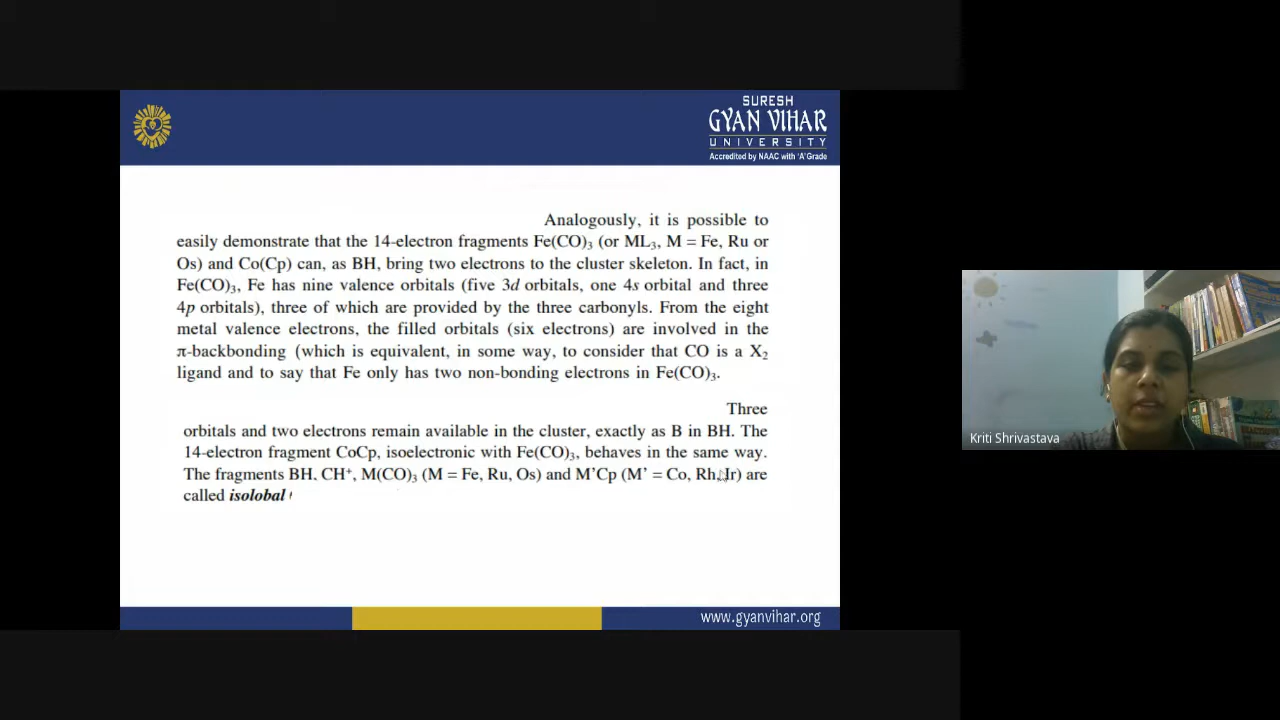 SURESH
GYAN VIHAR
UNIVERSITY
Accredited by NAAC with 'A' Grade
Analogously, it is possible to
easily demonstrate that the 14-electron fragments Fe(CO)₃ (or ML₃, M = Fe, Ru or
Os) and Co(Cp) can, as BH, bring two electrons to the cluster skeleton. In fact, in
Fe(CO)₃, Fe has nine valence orbitals (five 3d orbitals, one 4s orbital and three
4p orbitals), three of which are provided by the three carbonyls. From the eight
metal valence electrons, the filled orbitals (six electrons) are involved in the
π-backbonding (which is equivalent, in some way, to consider that CO is a X₂
ligand and to say that Fe only has two non-bonding electrons in Fe(CO)₃.
Three
orbitals and two electrons remain available in the cluster, exactly as B in BH. The
14-electron fragment CoCp, isoelectronic with Fe(CO)₃, behaves in the same way.
The fragments BH, CH⁺, M(CO)₃ (M = Fe, Ru, Os) and M'Cp (M' = Co, Rh, Ir) are
called isolobal
Kriti Shrivastava
www.gyanvihar.org